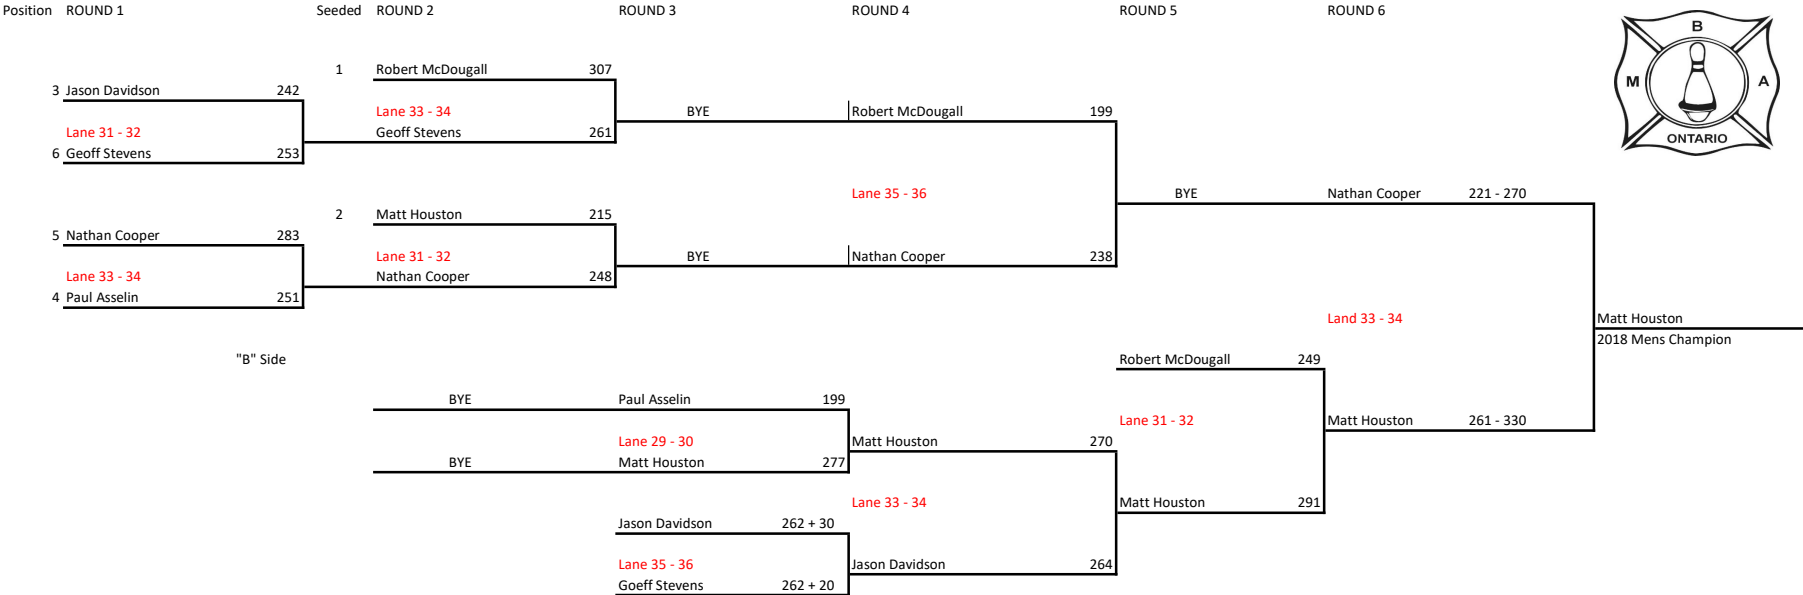 Position ROUND 1 Seeded ROUND 2 ROUND 3 ROUND 4 ROUND 5 ROUND 6
B
M A
ONTARIO
1 Robert McDougall 307
3 Jason Davidson 242
Lane 33 - 34 BYE Robert McDougall 199
Lane 31 - 32 Geoff Stevens 261
6 Geoff Stevens 253
Lane 35 - 36 BYE Nathan Cooper 221 - 270
2 Matt Houston 215
5 Nathan Cooper 283
Lane 31 - 32 BYE Nathan Cooper 238
Lane 33 - 34 Nathan Cooper 248
4 Paul Asselin 251
Land 33 - 34 Matt Houston
2018 Mens Champion
"B" Side Robert McDougall 249
BYE Paul Asselin 199
Lane 31 - 32 Matt Houston 261 - 330
Lane 29 - 30 Matt Houston 270
BYE Matt Houston 277
Lane 33 - 34 Matt Houston 291
Jason Davidson 262 + 30
Lane 35 - 36 Jason Davidson 264
Goeff Stevens 262 + 20